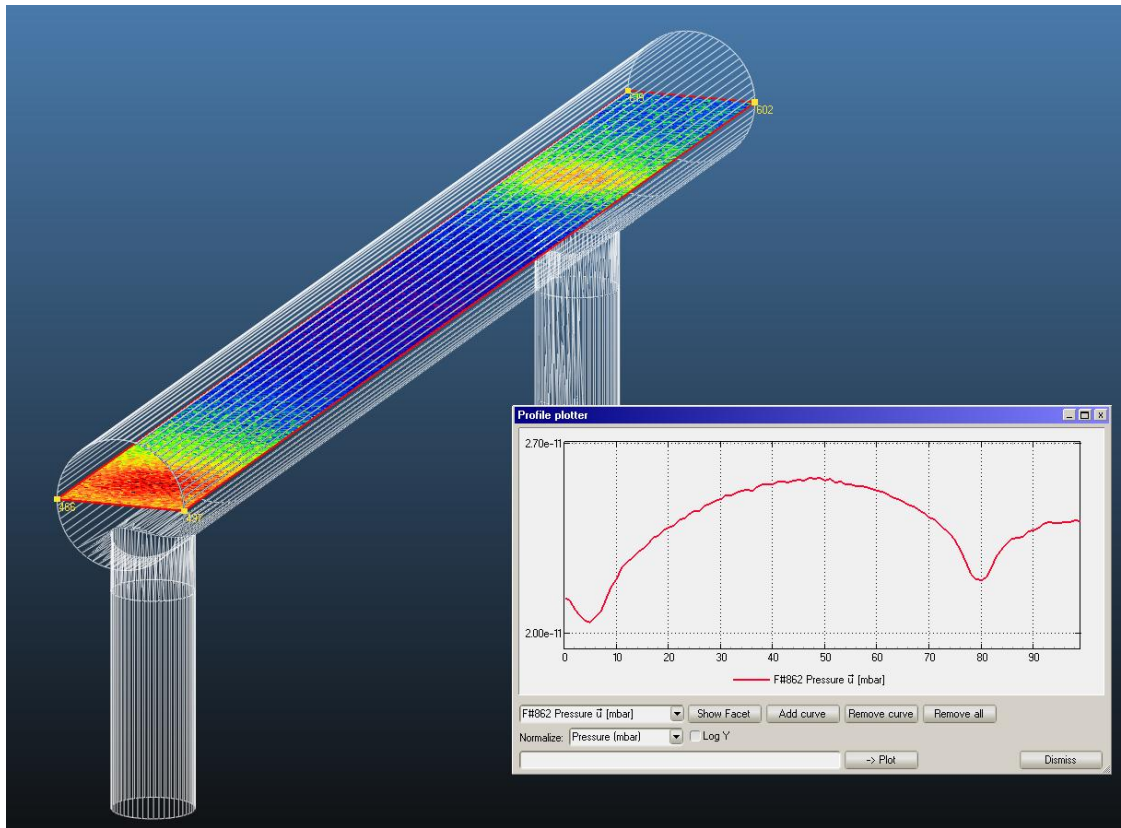 602
486
Profile plotter
2.70e-11
2.00e-11
0 10 20 30 40 50 60 70 80 90
F#862 Pressure ū [mbar]
F#862 Pressure ū [mbar] Show Facet Add curve Remove curve Remove all
Normalize: Pressure (mbar) Log Y
-> Plot Dismiss